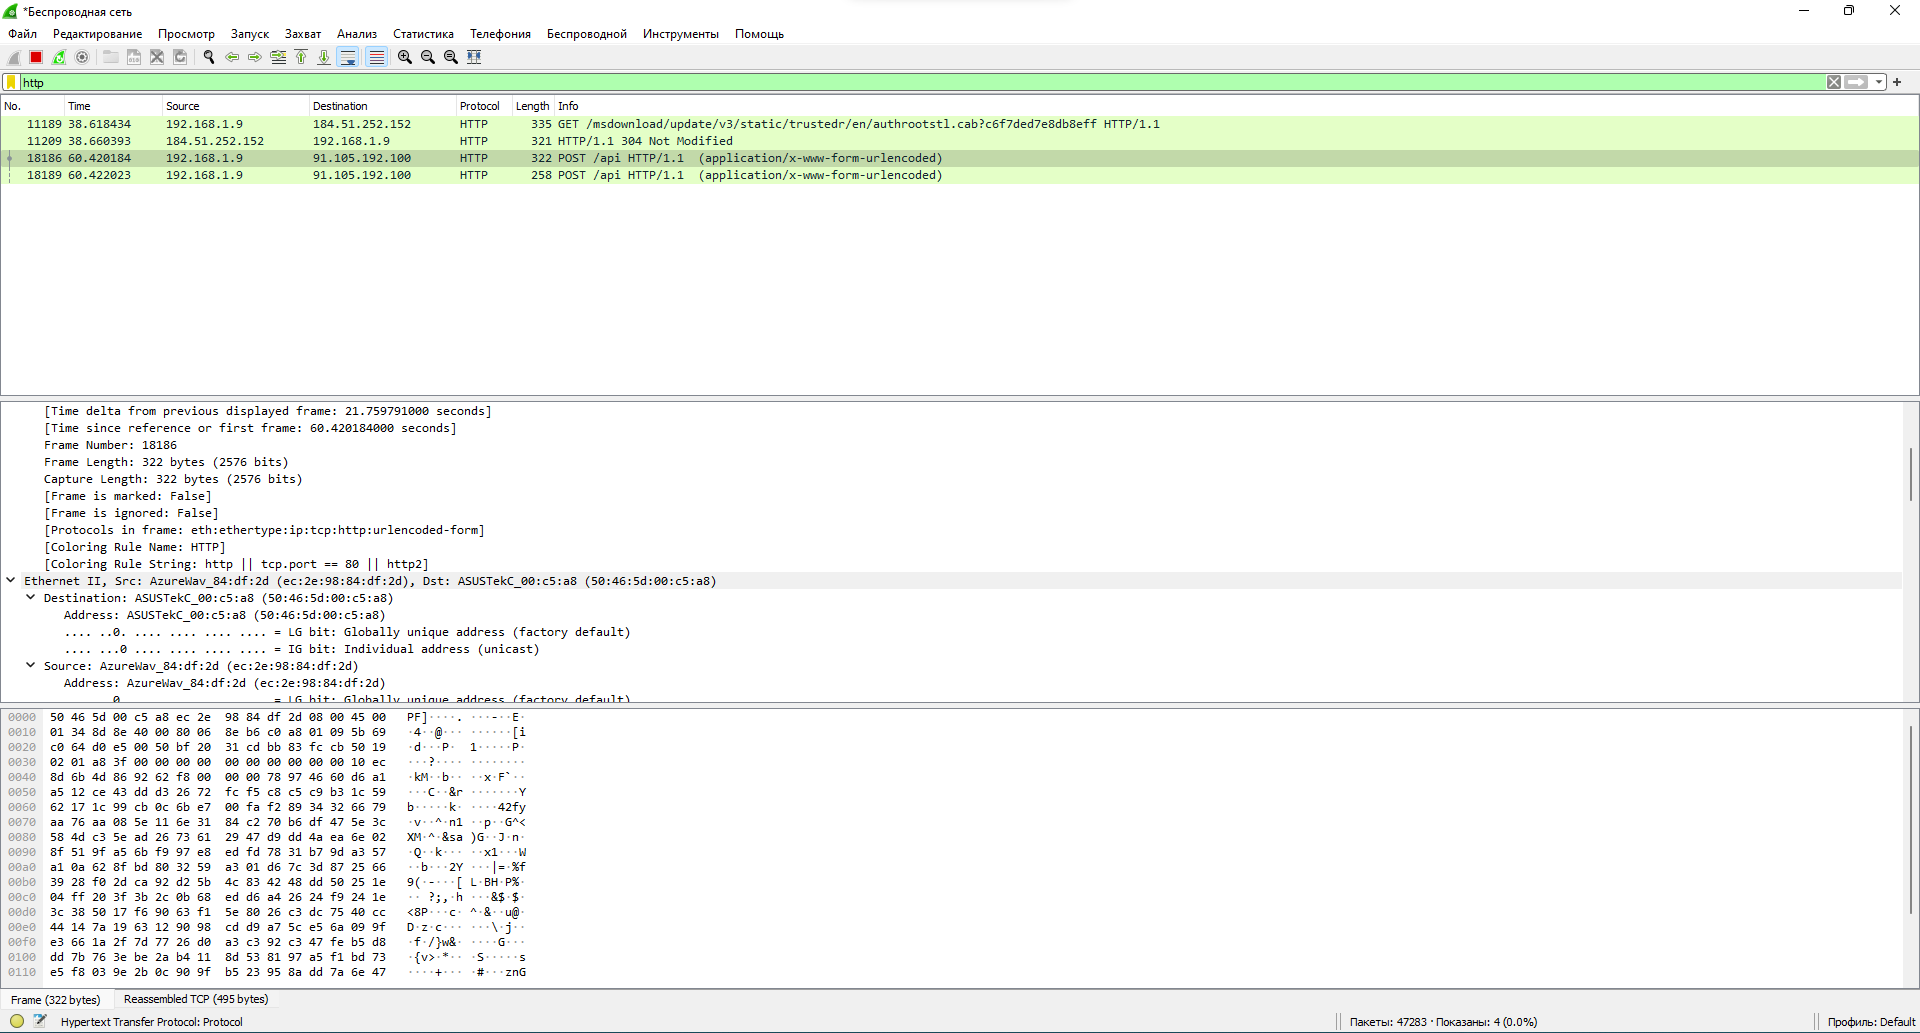 *Беспроводная сеть
Файл Редактирование Просмотр Запуск Захват Анализ Статистика Телефония Беспроводной Инструменты Помощь
http
No. Time Source Destination Protocol Length Info
11189 38.618434 192.168.1.9 184.51.252.152 HTTP 335 GET /msdownload/update/v3/static/trustedr/en/authrootstl.cab?c6f7ded7e8db8eff HTTP/1.1
11209 38.660393 184.51.252.152 192.168.1.9 HTTP 321 HTTP/1.1 304 Not Modified
18186 60.420184 192.168.1.9 91.105.192.100 HTTP 322 POST /api HTTP/1.1 (application/x-www-form-urlencoded)
18189 60.422023 192.168.1.9 91.105.192.100 HTTP 258 POST /api HTTP/1.1 (application/x-www-form-urlencoded)
[Time delta from previous displayed frame: 21.759791000 seconds]
[Time since reference or first frame: 60.420184000 seconds]
Frame Number: 18186
Frame Length: 322 bytes (2576 bits)
Capture Length: 322 bytes (2576 bits)
[Frame is marked: False]
[Frame is ignored: False]
[Protocols in frame: eth:ethertype:ip:tcp:http:urlencoded-form]
[Coloring Rule Name: HTTP]
[Coloring Rule String: http || tcp.port == 80 || http2]
Ethernet II, Src: AzureWav_84:df:2d (ec:2e:98:84:df:2d), Dst: ASUSTekC_00:c5:a8 (50:46:5d:00:c5:a8)
Destination: ASUSTekC_00:c5:a8 (50:46:5d:00:c5:a8)
Address: ASUSTekC_00:c5:a8 (50:46:5d:00:c5:a8)
.... ..0. .... .... .... .... = LG bit: Globally unique address (factory default)
.... ...0 .... .... .... .... = IG bit: Individual address (unicast)
Source: AzureWav_84:df:2d (ec:2e:98:84:df:2d)
Address: AzureWav_84:df:2d (ec:2e:98:84:df:2d)
0 = LG bit: Globally unique address (factory default)
0000 50 46 5d 00 c5 a8 ec 2e 98 84 df 2d 08 00 45 00 PF]····. ···-··E·
0010 01 34 8d 8e 40 00 80 06 8e b6 c0 a8 01 09 5b 69 ·4··@··· ······[i
0020 c0 64 d0 e5 00 50 bf 20 31 cd bb 83 fc cb 50 19 ·d···P· 1·····P·
0030 02 01 a8 3f 00 00 00 00 00 00 00 00 00 00 10 ec ···?···· ········
0040 8d 6b 4d 86 92 62 f8 00 00 00 78 97 46 60 d6 a1 ·kM··b·· ··x·F`··
0050 a5 12 ce 43 dd d3 26 72 fc f5 c8 c5 c9 b3 1c 59 ···C··&r ·······Y
0060 62 17 1c 99 cb 0c 6b e7 00 fa f2 89 34 32 66 79 b·····k· ····42fy
0070 aa 76 aa 08 5e 11 6e 31 84 c2 70 b6 df 47 5e 3c ·v··^·n1 ··p··G^<
0080 58 4d c3 5e ad 26 73 61 29 47 d9 dd 4a ea 6e 02 XM·^·&sa )G··J·n·
0090 8f 51 9f a5 6b f9 97 e8 ed fd 78 31 b7 9d a3 57 ·Q··k··· ··x1···W
00a0 a1 0a 62 8f bd 80 32 59 a3 01 d6 7c 3d 87 25 66 ··b···2Y ···|=·%f
00b0 39 28 f0 2d ca 92 d2 5b 4c 83 42 48 dd 50 25 1e 9(·-···[ L·BH·P%·
00c0 04 ff 20 3f 3b 2c 0b 68 ed d6 a4 26 24 f9 24 1e ·· ?;,·h ···&$·$·
00d0 3c 38 50 17 f6 90 63 f1 5e 80 26 c3 dc 75 40 cc <8P···c· ^·&··u@·
00e0 44 14 7a 19 63 12 90 98 cd d9 a7 5c e5 6a 09 9f D·z·c··· ···\·j··
00f0 e3 66 1a 2f 7d 77 26 d0 a3 c3 92 c3 47 fe b5 d8 ·f·/}w&· ····G···
0100 dd 7b 76 3e be 2a b4 11 8d 53 81 97 a5 f1 bd 73 ·{v>·*·· ·S·····s
0110 e5 f8 03 9e 2b 0c 90 9f b5 23 95 8a dd 7a 6e 47 ····+··· ·#···znG
Frame (322 bytes) Reassembled TCP (495 bytes)
Hypertext Transfer Protocol: Protocol Пакеты: 47283 · Показаны: 4 (0.0%) Профиль: Default